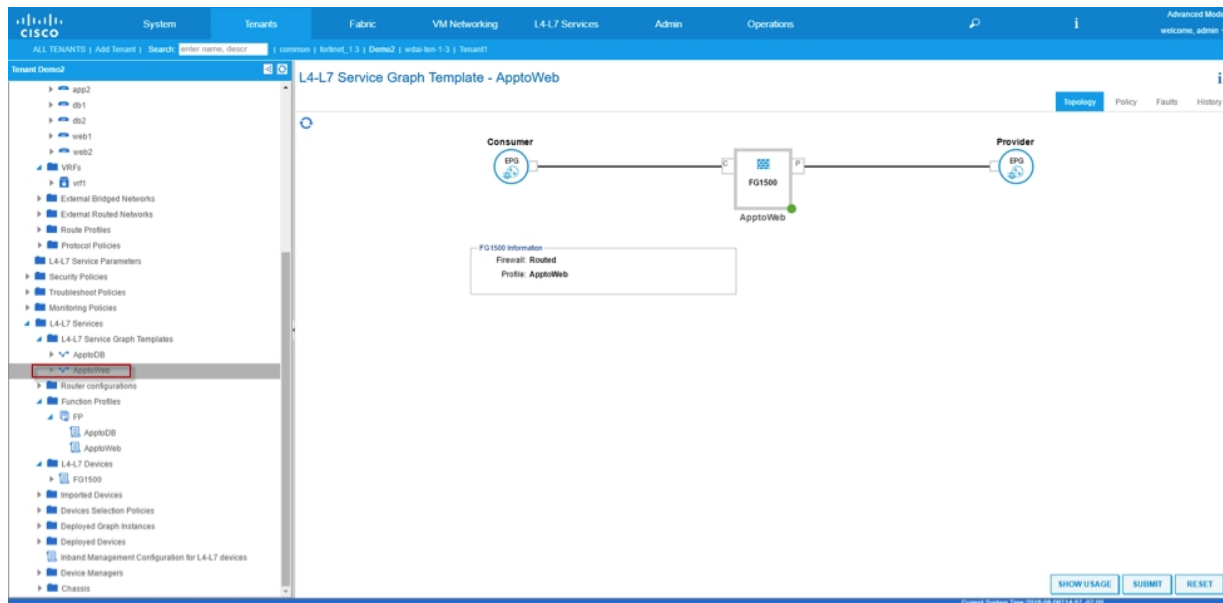 CISCO
System
Tenants
Fabric
VM Networking
L4-L7 Services
Admin
Operations
i
Advanced Mode
welcome, admin
ALL TENANTS | Add Tenant | Search: enter name, descr | common | fortinet_1.3 | Demo2 | wdai-ten-1-3 | Tenant1
Tenant Demo2
app2
db1
db2
web1
web2
VRFs
vrf1
External Bridged Networks
External Routed Networks
Route Profiles
Protocol Policies
L4-L7 Service Parameters
Security Policies
Troubleshoot Policies
Monitoring Policies
L4-L7 Services
L4-L7 Service Graph Templates
ApptoDB
ApptoWeb
Router configurations
Function Profiles
FP
ApptoDB
ApptoWeb
L4-L7 Devices
FG1500
Imported Devices
Devices Selection Policies
Deployed Graph Instances
Deployed Devices
Inband Management Configuration for L4-L7 devices
Device Managers
Chassis
L4-L7 Service Graph Template - ApptoWeb
i
Topology
Policy
Faults
History
Consumer
EPG
C
P
FG1500
ApptoWeb
Provider
EPG
FG1500 Information
Firewall: Routed
Profile: ApptoWeb
SHOW USAGE
SUBMIT
RESET